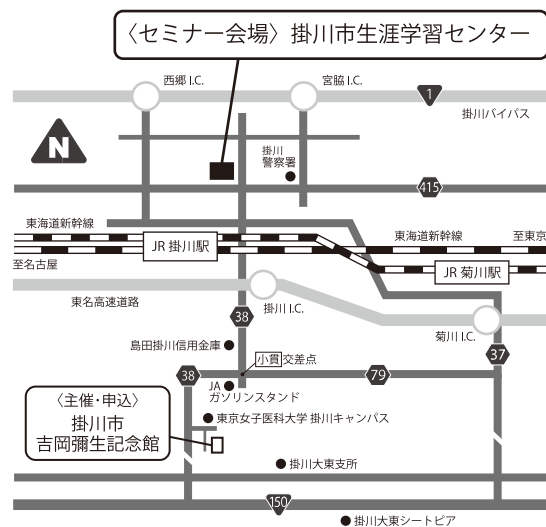 〈セミナー会場〉掛川市生涯学習センター
西郷 I.C.
宮脇 I.C.
1
掛川バイパス
N
掛川
警察署
415
東海道新幹線
JR 掛川駅
東海道新幹線
至東京
至名古屋
JR 菊川駅
東名高速道路
掛川 I.C.
菊川 I.C.
38
37
島田掛川信用金庫
小貫交差点
38
79
JA
ガソリンスタンド
〈主催・申込〉
掛川市
吉岡彌生記念館
東京女子医科大学 掛川キャンパス
掛川大東支所
150
掛川大東シートピア